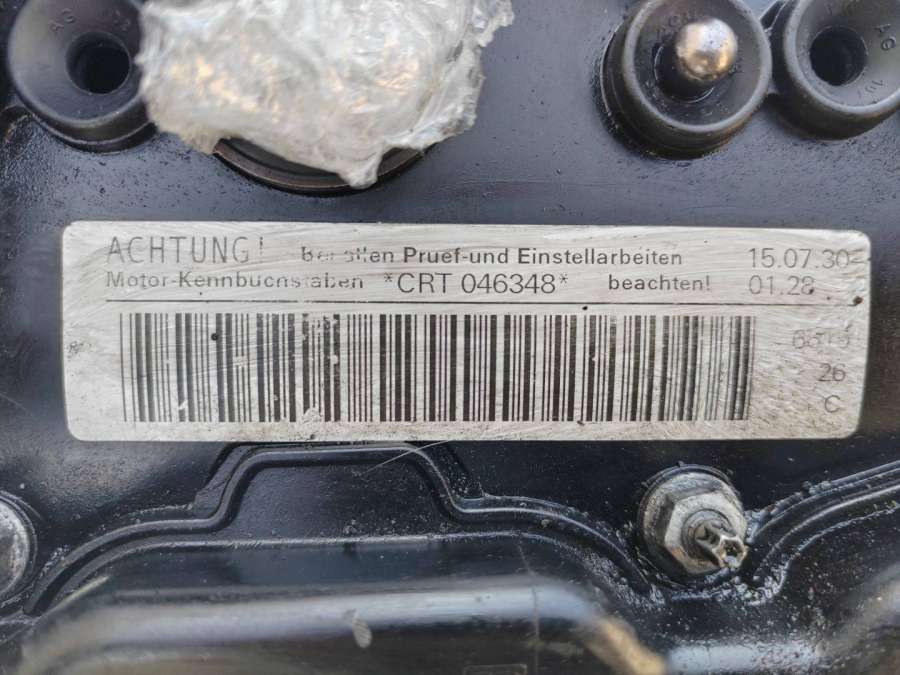 ACHTUNG! Bei allen Pruef-und Einstellarbeiten 15.07.30
Motor-Kennbuchstaben *CRT 046348* beachten! 01.28
26
C